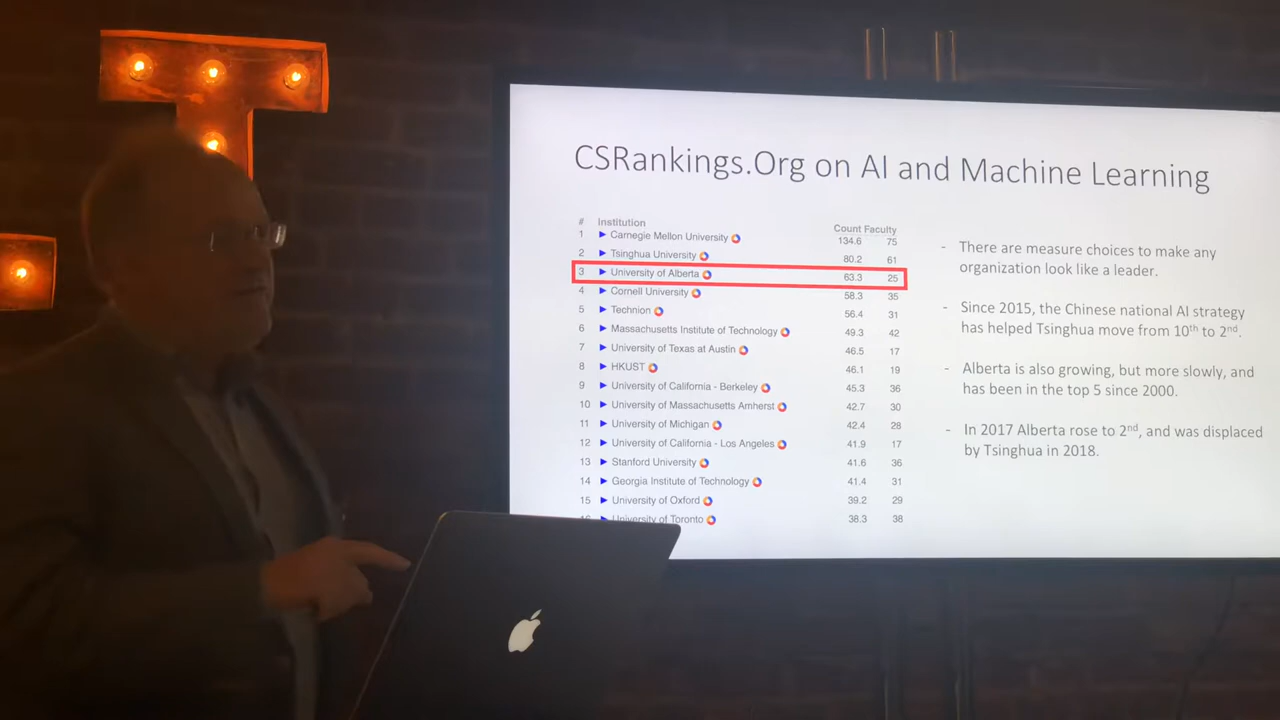 T
CSRankings.Org on AI and Machine Learning
# Institution Count Faculty
1 ▶ Carnegie Mellon University 134.6 75
2 ▶ Tsinghua University 80.2 61
3 ▶ University of Alberta 63.3 25
4 ▶ Cornell University 58.3 35
5 ▶ Technion 56.4 31
6 ▶ Massachusetts Institute of Technology 49.3 42
7 ▶ University of Texas at Austin 46.5 17
8 ▶ HKUST 46.1 19
9 ▶ University of California - Berkeley 45.3 36
10 ▶ University of Massachusetts Amherst 42.7 30
11 ▶ University of Michigan 42.4 28
12 ▶ University of California - Los Angeles 41.9 17
13 ▶ Stanford University 41.6 36
14 ▶ Georgia Institute of Technology 41.4 31
15 ▶ University of Oxford 39.2 29
16 ▶ University of Toronto 38.3 38
- There are measure choices to make any
organization look like a leader.
- Since 2015, the Chinese national AI strategy
has helped Tsinghua move from 10th to 2nd.
- Alberta is also growing, but more slowly, and
has been in the top 5 since 2000.
- In 2017 Alberta rose to 2nd, and was displaced
by Tsinghua in 2018.